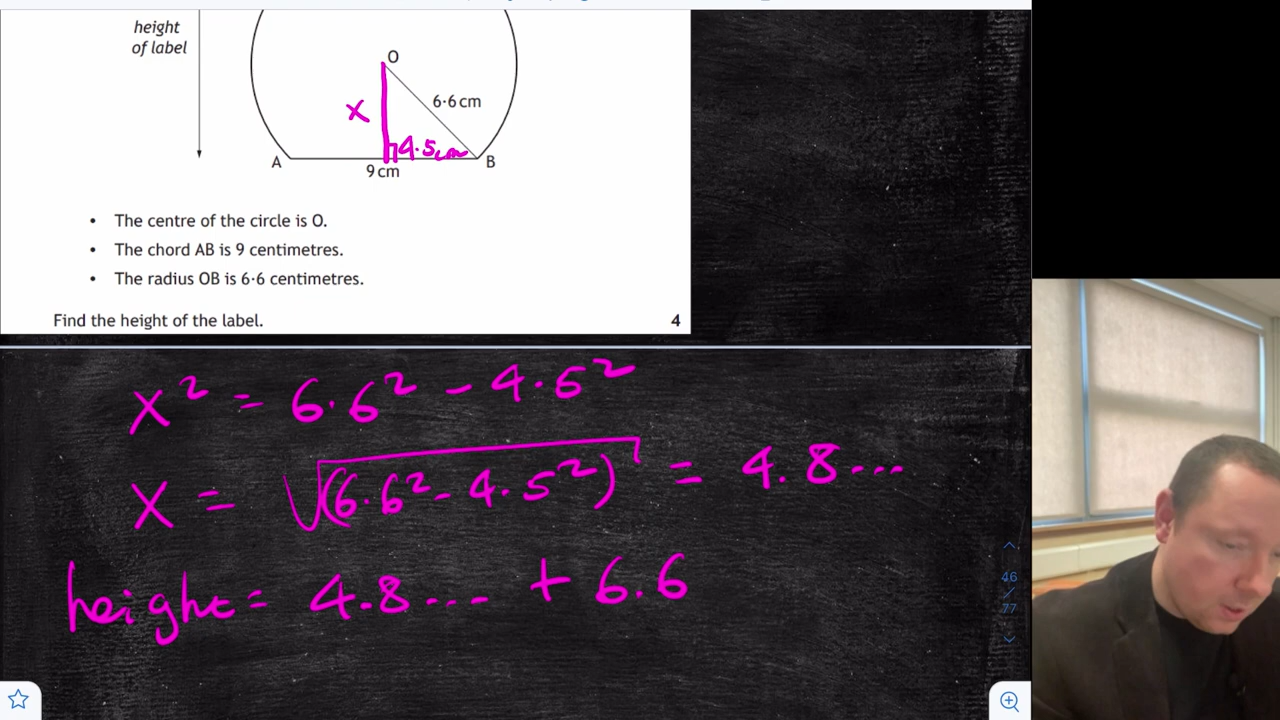 height
of label
O
6·6 cm
x
4.5cm
A
B
9 cm
• The centre of the circle is O.
• The chord AB is 9 centimetres.
• The radius OB is 6·6 centimetres.
Find the height of the label. 4
x² = 6.6² - 4.5²
x = √(6.6² - 4.5²) = 4.8...
height = 4.8... + 6.6
46
/
77